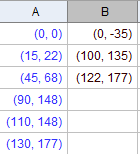 A B
(0, 0) (0, -35)
(15, 22) (100, 135)
(45, 68) (122, 177)
(90, 148)
(110, 148)
(130, 177)